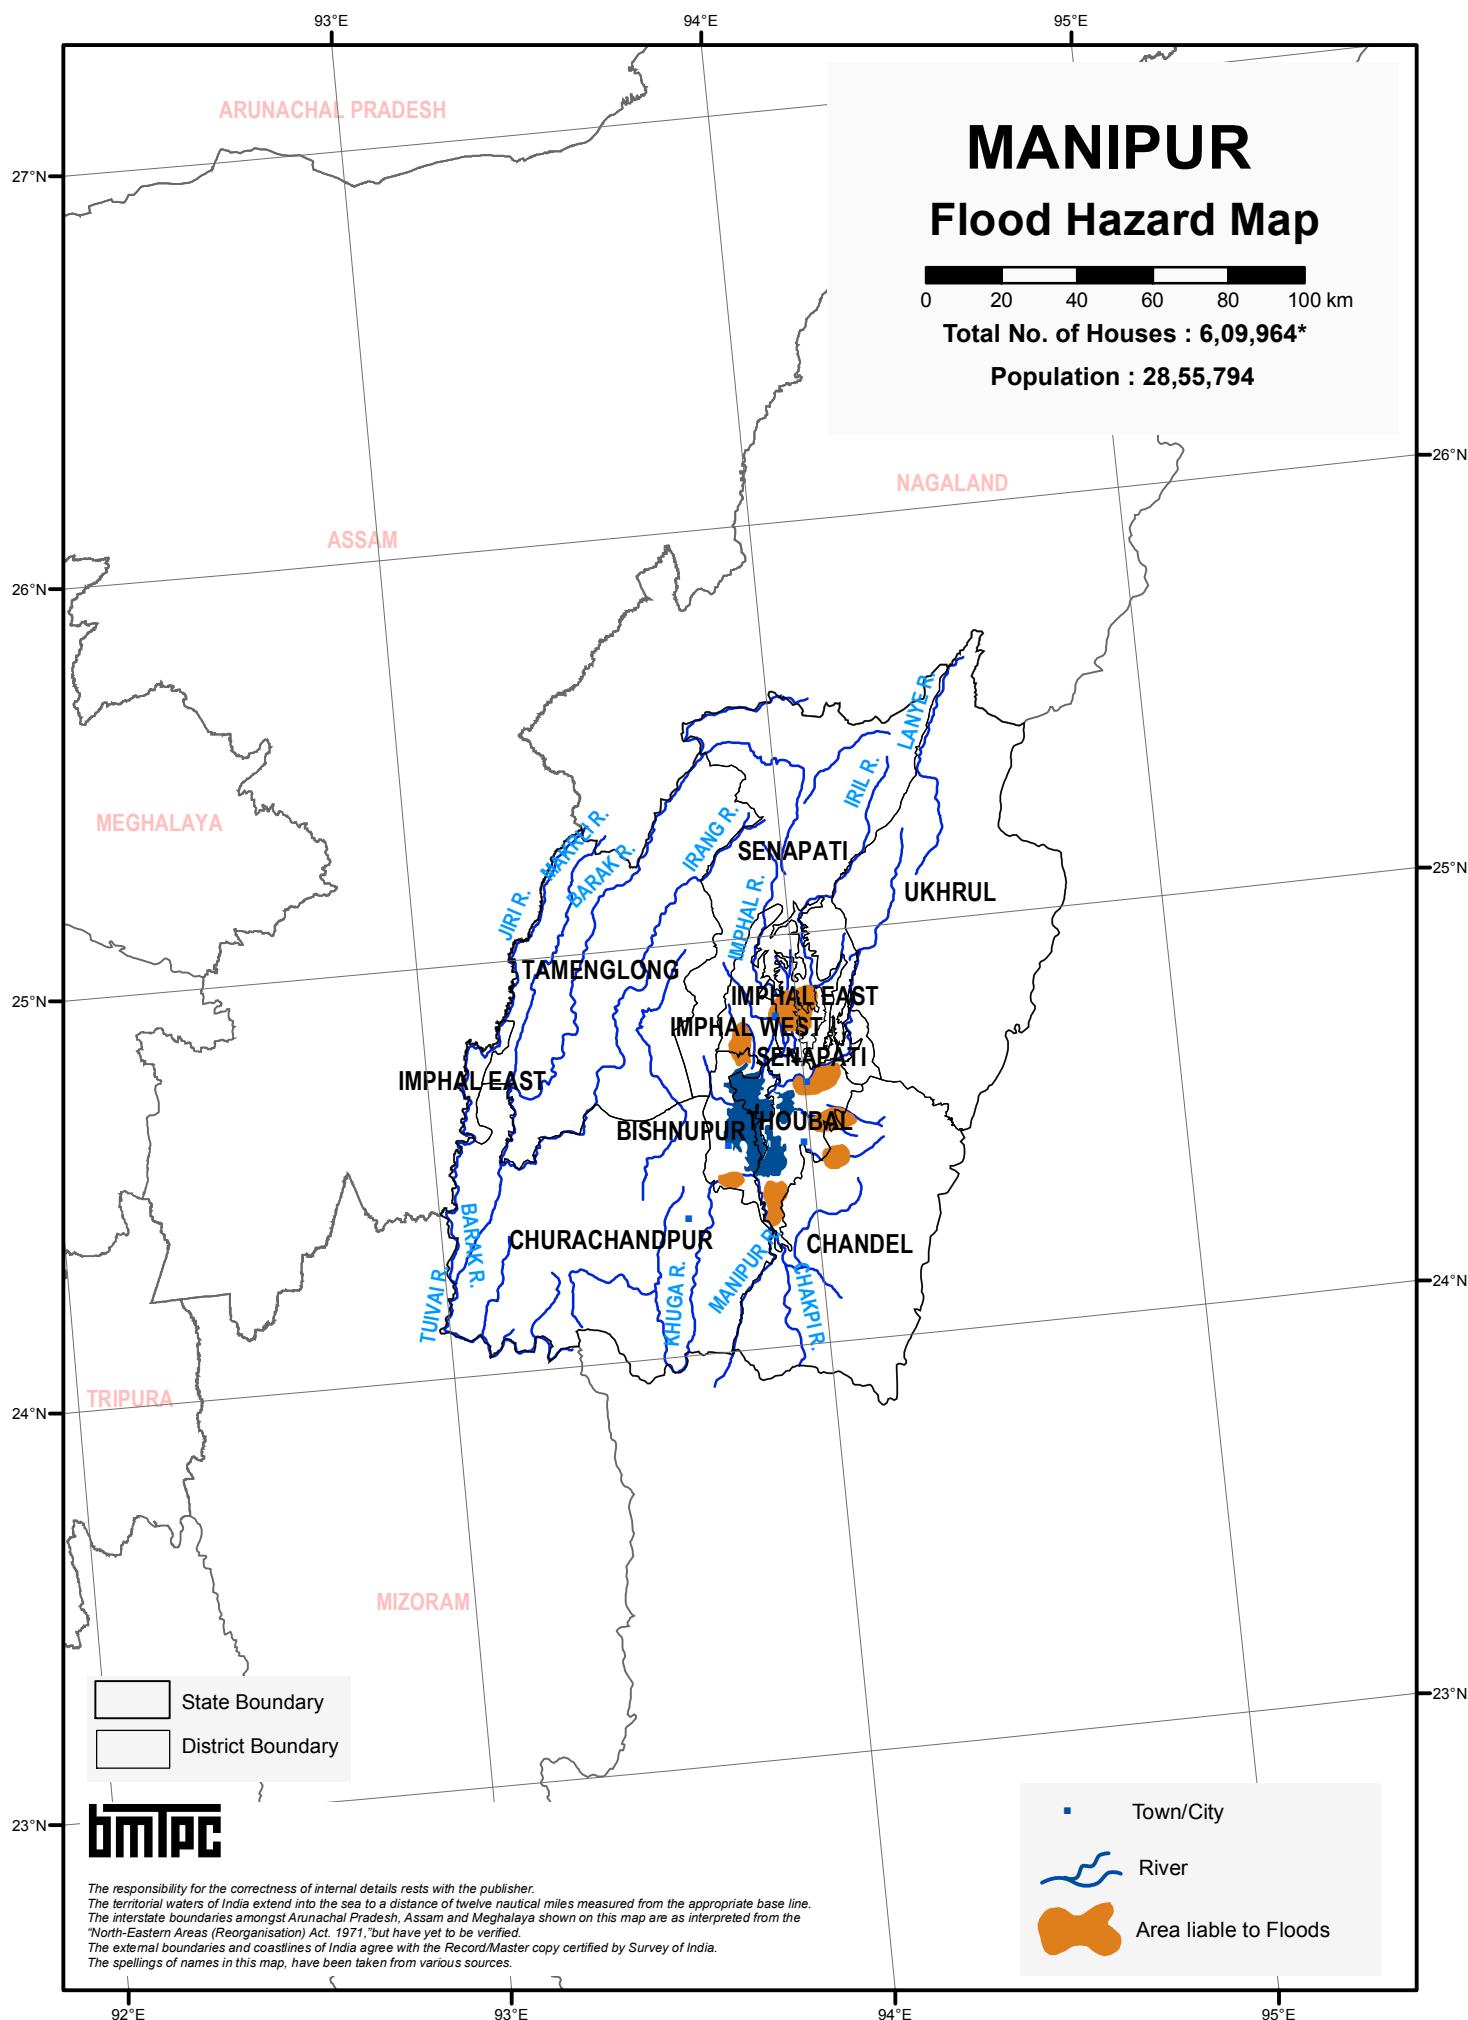 93°E
94°E
95°E
MANIPUR
Flood Hazard Map
0 20 40 60 80 100 km
Total No. of Houses : 6,09,964*
Population : 28,55,794
ARUNACHAL PRADESH
27°N
26°N
NAGALAND
ASSAM
26°N
LANYE R.
IRIL R.
MEGHALAYA
MAKRU R.
BARAK R.
IRANG R.
SENAPATI
25°N
UKHRUL
JIRI R.
IMPHAL R.
TAMENGLONG
25°N
IMPHAL EAST
IMPHAL WEST
SENAPATI
IMPHAL EAST
BISHNUPUR
THOUBAL
BARAK R.
CHURACHANDPUR
CHANDEL
24°N
TUIVAI R.
KHUGA R.
MANIPUR R.
CHAKPI R.
TRIPURA
24°N
MIZORAM
State Boundary
District Boundary
23°N
23°N
bmTPC
Town/City
River
Area liable to Floods
The responsibility for the correctness of internal details rests with the publisher.
The territorial waters of India extend into the sea to a distance of twelve nautical miles measured from the appropriate base line.
The interstate boundaries amongst Arunachal Pradesh, Assam and Meghalaya shown on this map are as interpreted from the
“North-Eastern Areas (Reorganisation) Act. 1971,”but have yet to be verified.
The external boundaries and coastlines of India agree with the Record/Master copy certified by Survey of India.
The spellings of names in this map, have been taken from various sources.
92°E
93°E
94°E
95°E